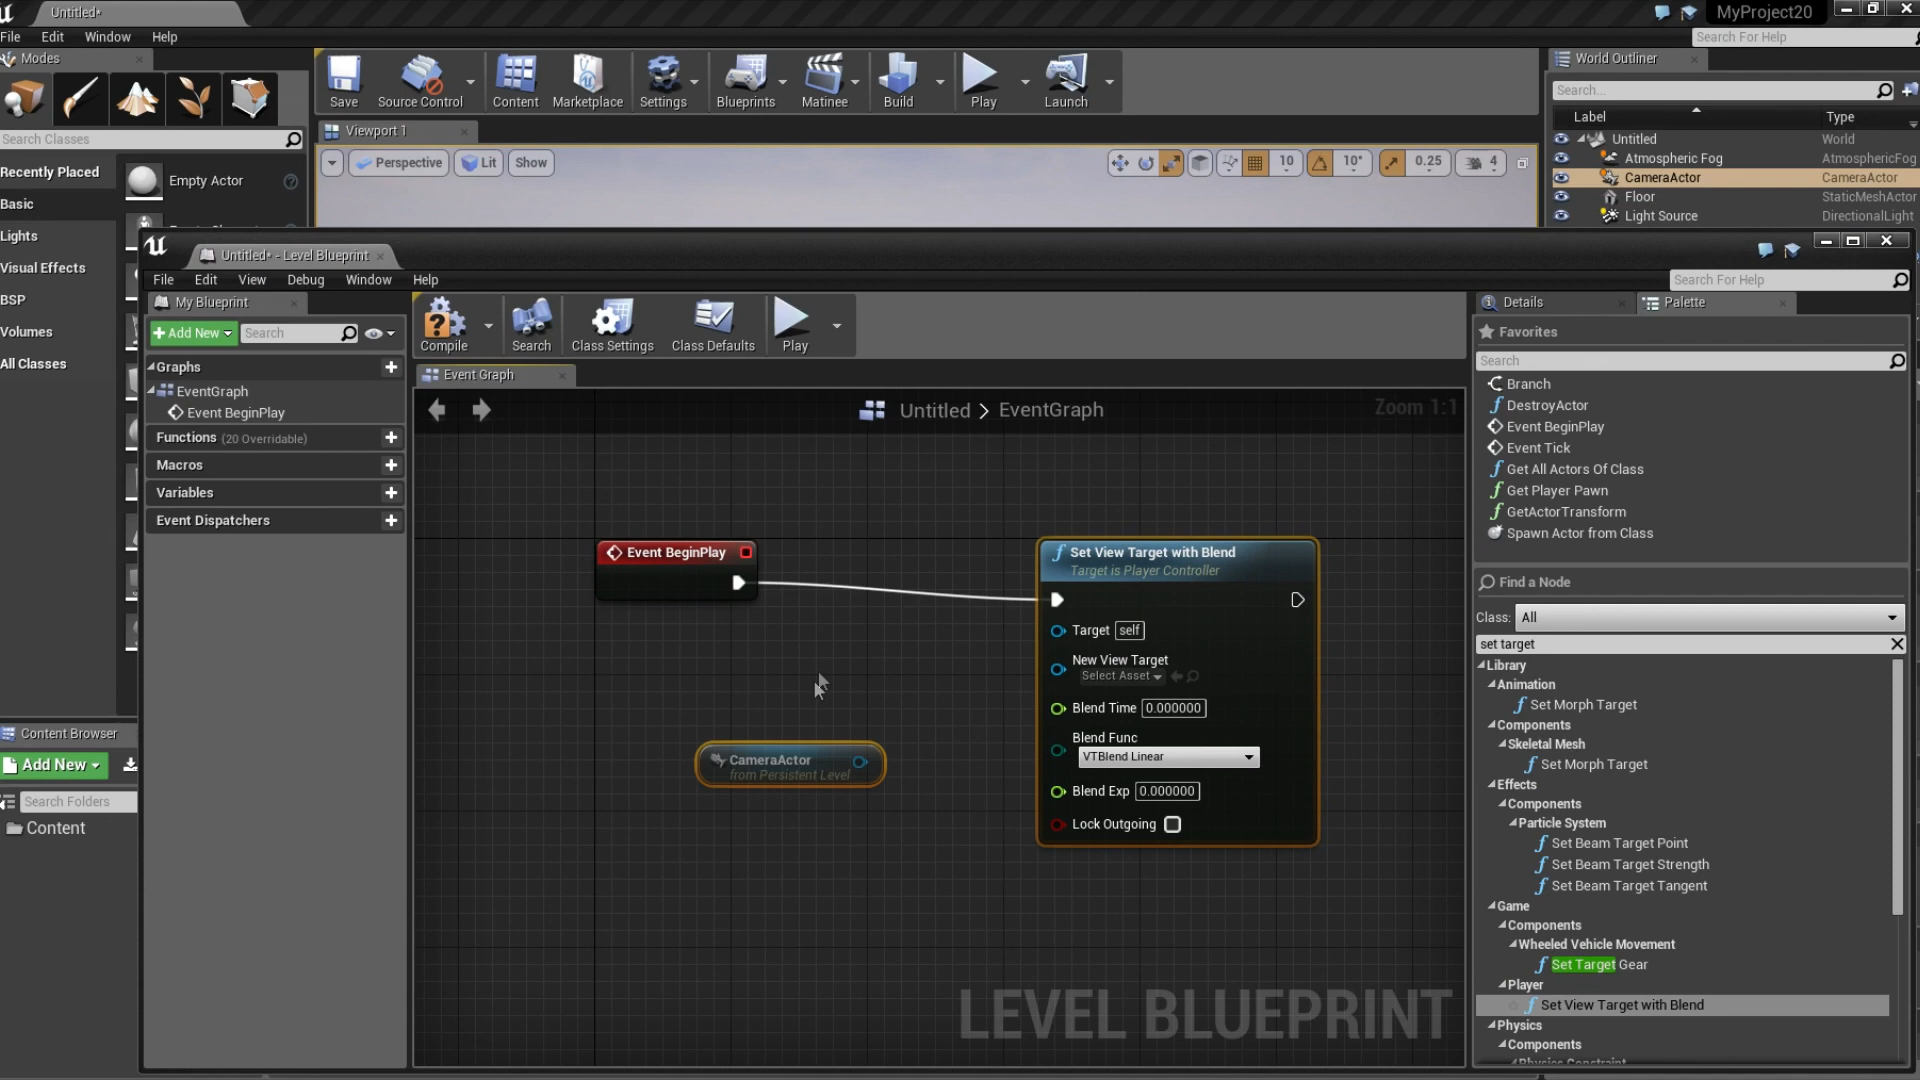 Untitled*
MyProject20
File Edit Window Help
Search For Help
Modes
Save Source Control Content Marketplace Settings Blueprints Matinee Build Play Launch
World Outliner
Search...
Search Classes
Viewport 1
Label Type
Recently Placed
Basic
Lights
Visual Effects
BSP
Volumes
All Classes
Empty Actor
Perspective Lit Show
10 10° 0.25 4
Untitled World
Atmospheric Fog AtmosphericFog
CameraActor CameraActor
Floor StaticMeshActor
Light Source DirectionalLight
Untitled* - Level Blueprint
File Edit View Debug Window Help
Search For Help
My Blueprint
Add New Search
Compile Search Class Settings Class Defaults Play
Graphs
EventGraph
Event BeginPlay
Functions (20 Overridable)
Macros
Variables
Event Dispatchers
Event Graph
Untitled > EventGraph
Zoom 1:1
Event BeginPlay
Set View Target with Blend
Target is Player Controller
Target self
New View Target
Select Asset
Blend Time 0.000000
Blend Func
VTBlend Linear
Blend Exp 0.000000
Lock Outgoing
CameraActor
from Persistent Level
LEVEL BLUEPRINT
Details Palette
Favorites
Search
Branch
DestroyActor
Event BeginPlay
Event Tick
Get All Actors Of Class
Get Player Pawn
GetActorTransform
Spawn Actor from Class
Find a Node
Class: All
set target
Library
Animation
Set Morph Target
Components
Skeletal Mesh
Set Morph Target
Effects
Components
Particle System
Set Beam Target Point
Set Beam Target Strength
Set Beam Target Tangent
Game
Components
Wheeled Vehicle Movement
Set Target Gear
Player
Set View Target with Blend
Physics
Components
Physics Constraint
Content Browser
Add New
Search Folders
Content